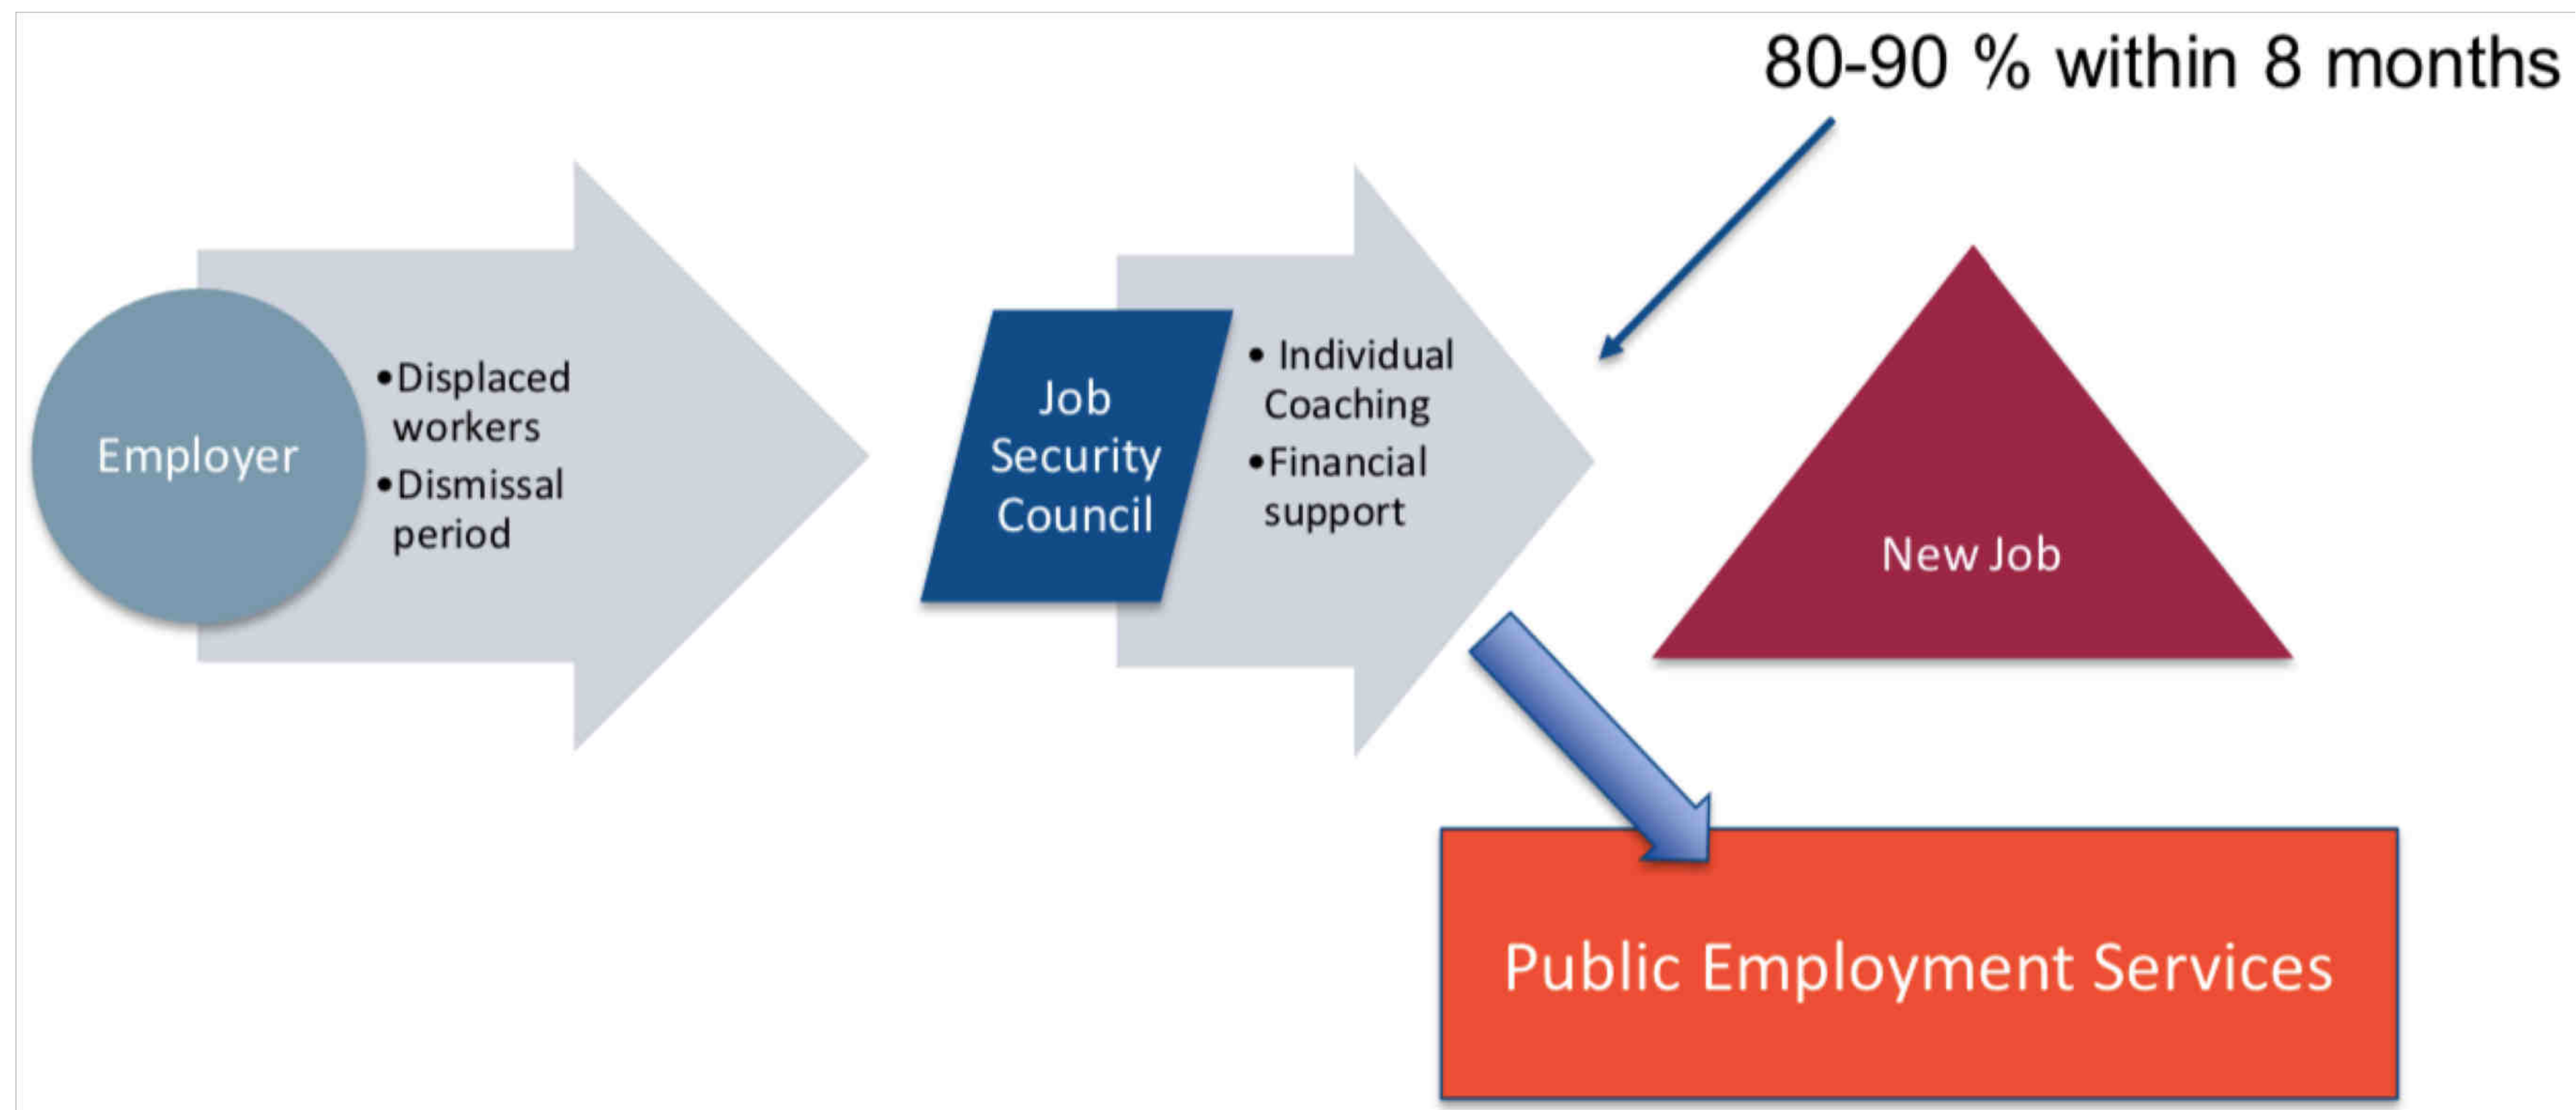 80-90 % within 8 months
Employer
•Displaced
workers
•Dismissal
period
Job
Security
Council
• Individual
Coaching
•Financial
support
New Job
Public Employment Services